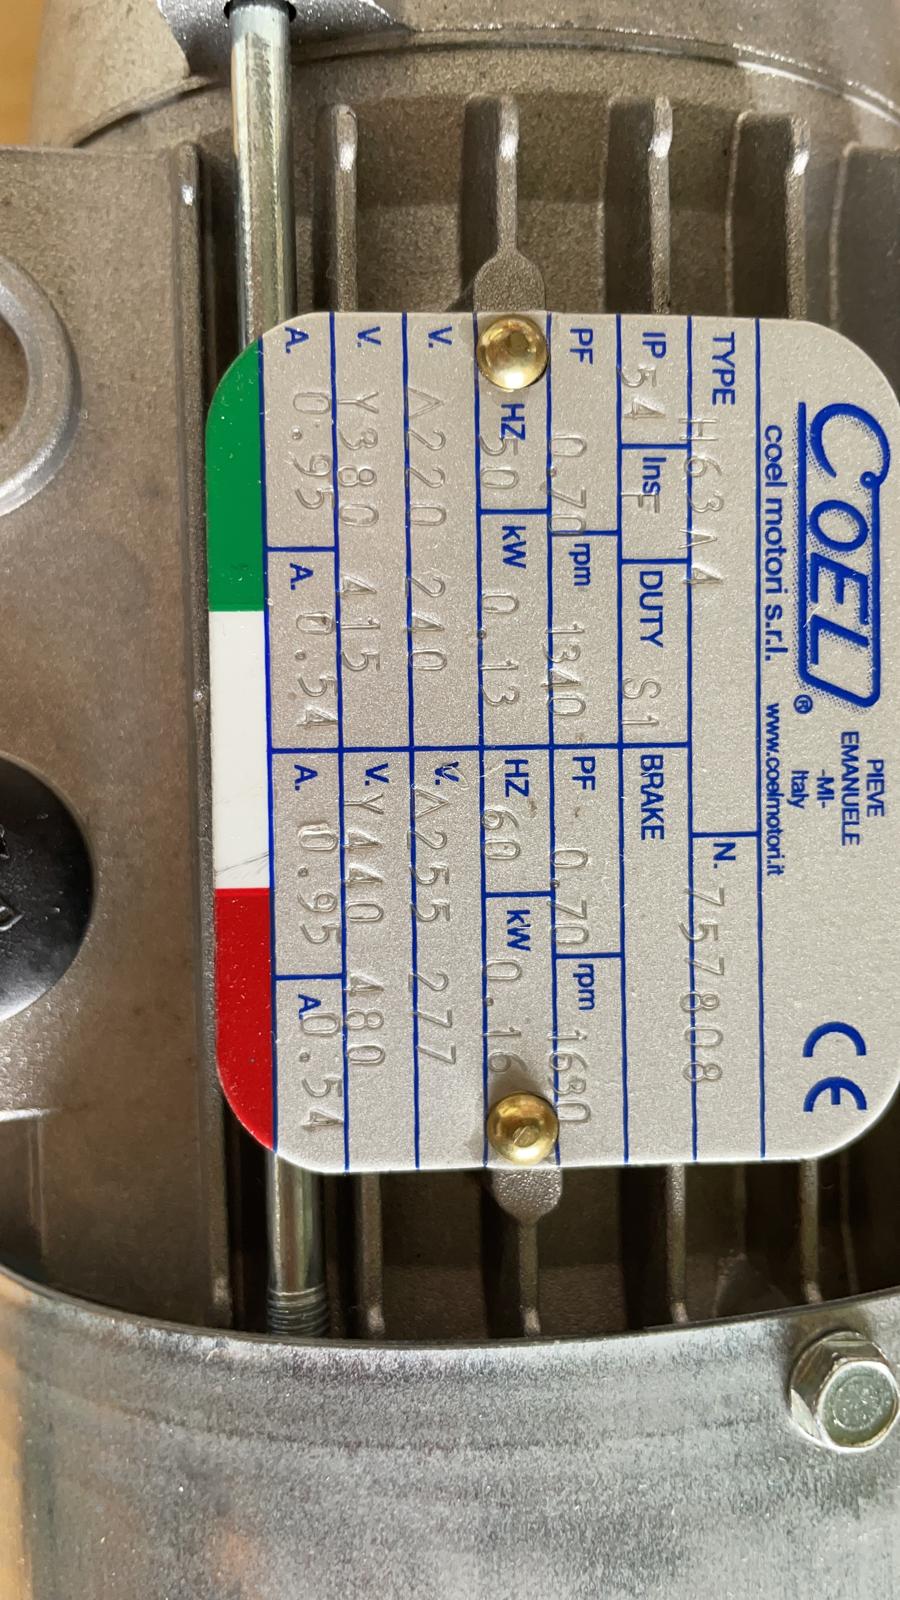 COEL®
PIEVE
EMANUELE
-MI-
Italy
CE
coel motori s.r.l. www.coelmotori.it
TYPE H63A4 N. 757808
IP 54 Ins F DUTY S1 BRAKE
PF 0.70 rpm 1340 PF 0.70 rpm 1680
HZ 50 kW 0.13 HZ 60 kW 0.16
V. Δ220 240 V. Δ255 277
V. Y380 415 V. Y440 480
A. 0.95 A. 0.54 A. 0.95 A. 0.54